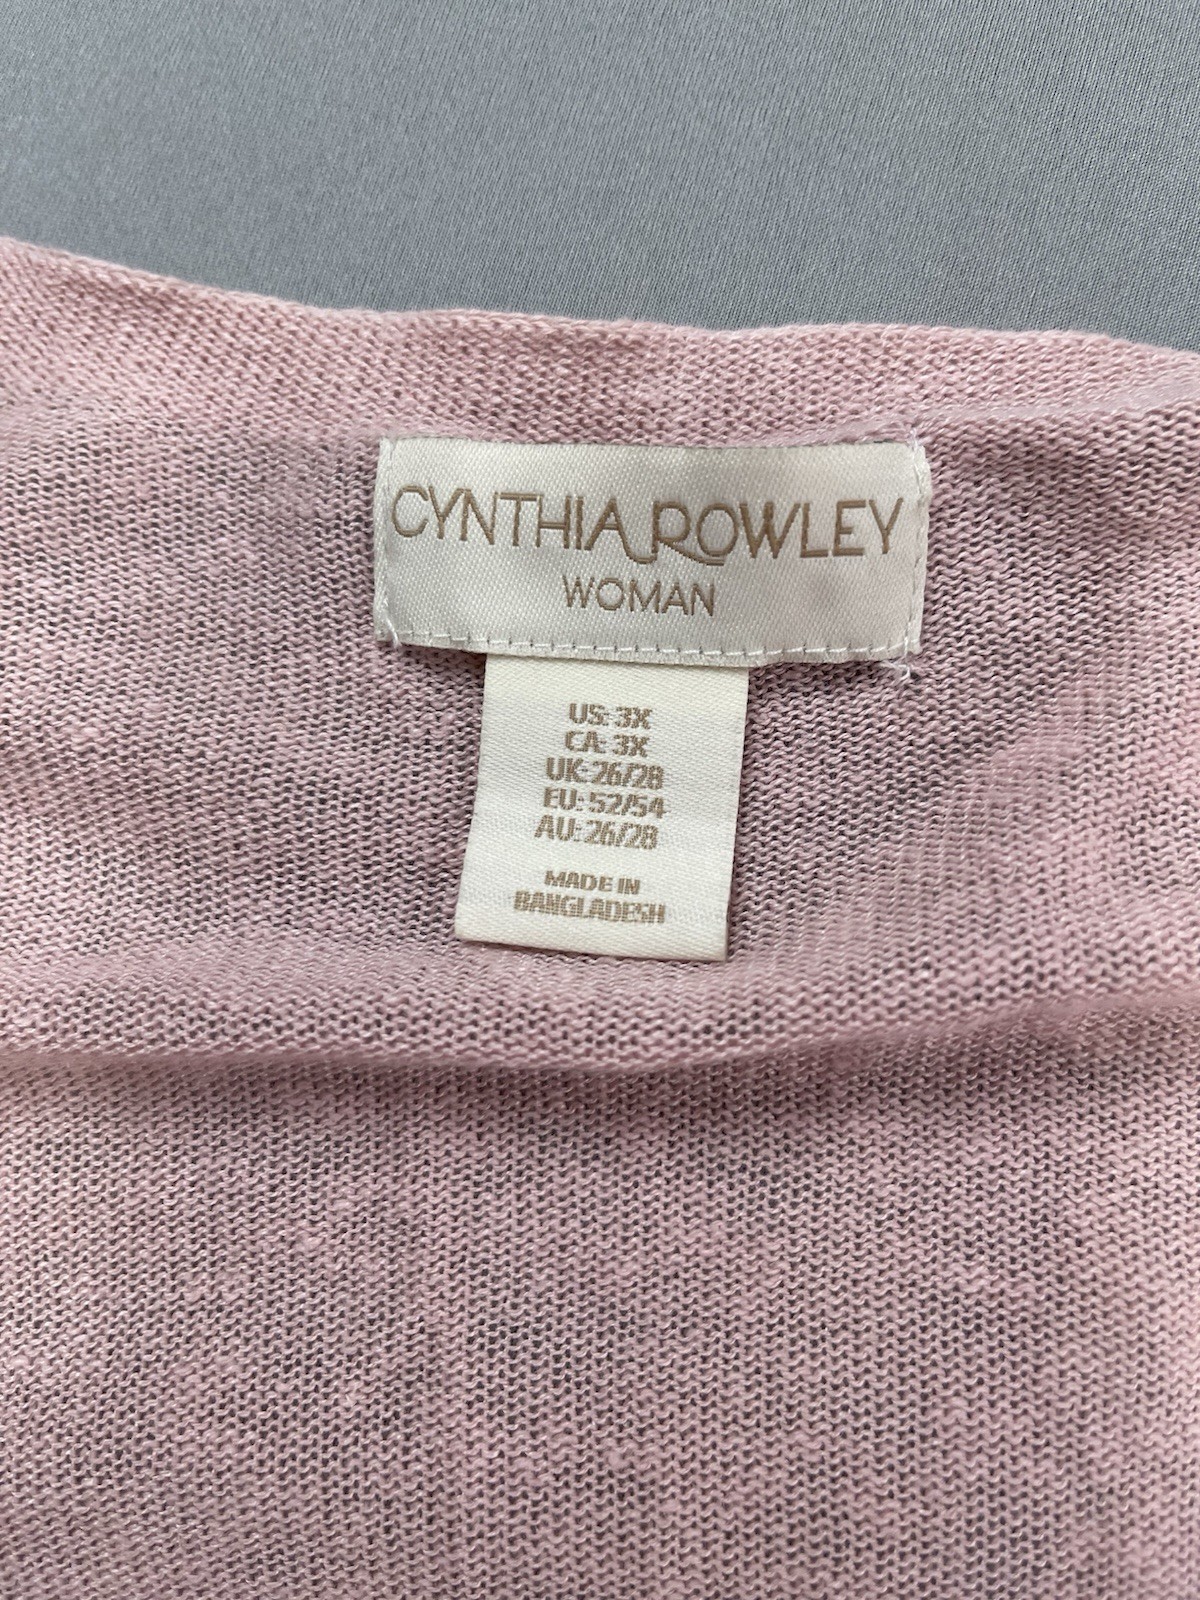 CYNTHIA ROWLEY
WOMAN
US: 3X
CA: 3X
UK: 26/28
EU: 52/54
AU: 26/28
MADE IN
BANGLADESH